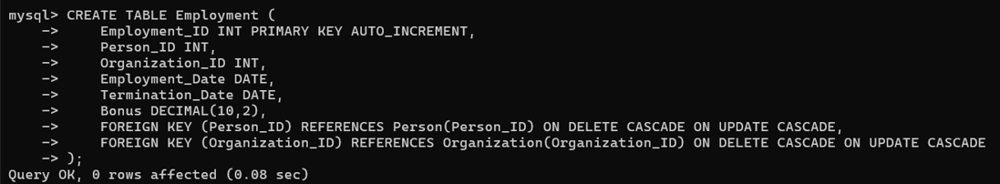 mysql> CREATE TABLE Employment (
    ->     Employment_ID INT PRIMARY KEY AUTO_INCREMENT,
    ->     Person_ID INT,
    ->     Organization_ID INT,
    ->     Employment_Date DATE,
    ->     Termination_Date DATE,
    ->     Bonus DECIMAL(10,2),
    ->     FOREIGN KEY (Person_ID) REFERENCES Person(Person_ID) ON DELETE CASCADE ON UPDATE CASCADE,
    ->     FOREIGN KEY (Organization_ID) REFERENCES Organization(Organization_ID) ON DELETE CASCADE ON UPDATE CASCADE
    -> );
Query OK, 0 rows affected (0.08 sec)